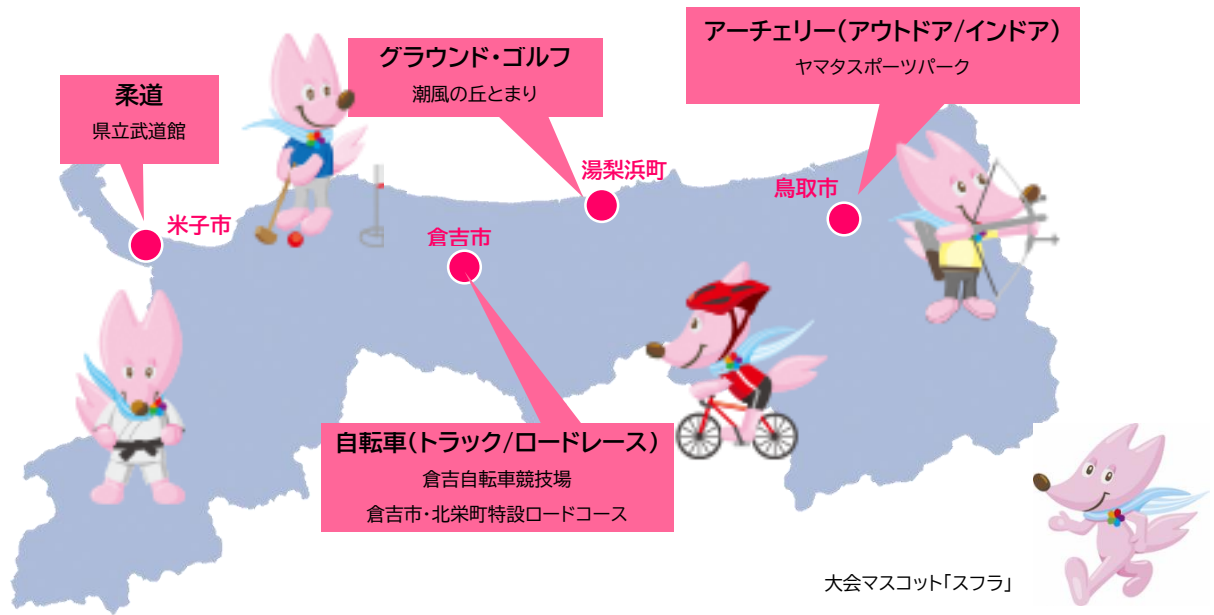 アーチェリー(アウトドア/インドア)
ヤマタスポーツパーク
グラウンド・ゴルフ
潮風の丘とまり
柔道
県立武道館
湯梨浜町
鳥取市
米子市
倉吉市
自転車(トラック/ロードレース)
倉吉自転車競技場
倉吉市・北栄町特設ロードコース
大会マスコット「スフラ」